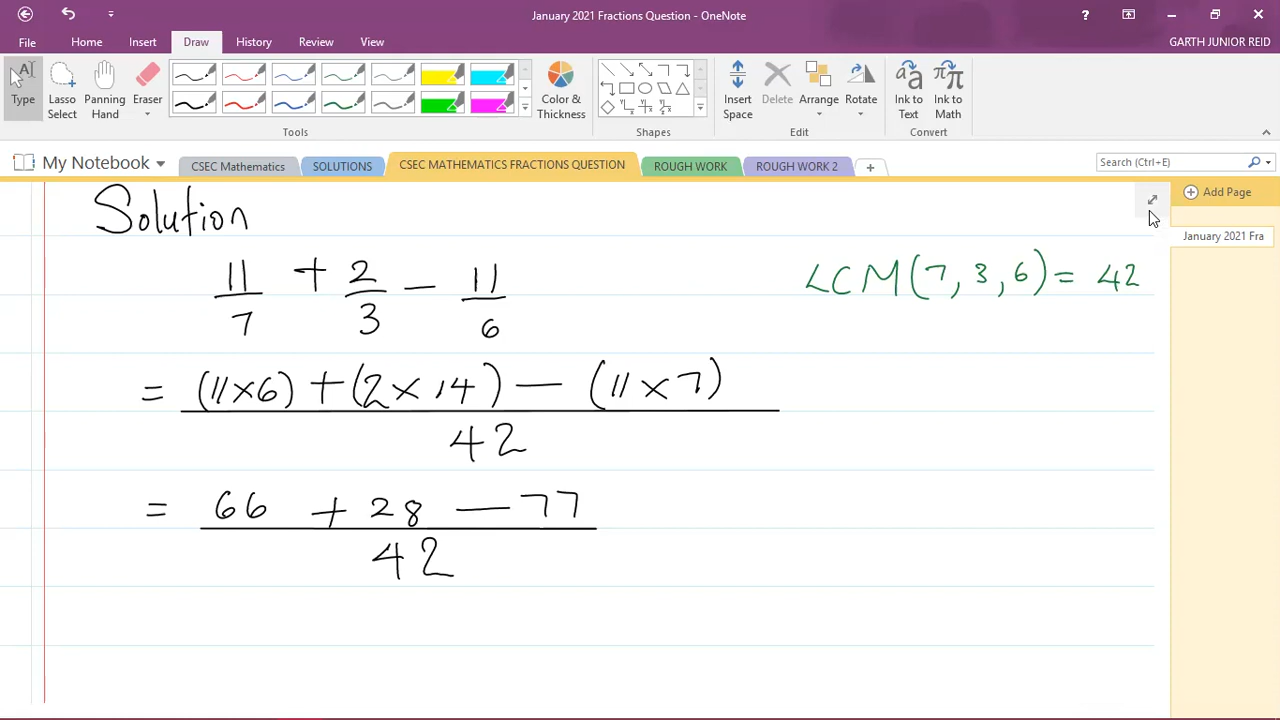 January 2021 Fractions Question - OneNote
File Home Insert Draw History Review View GARTH JUNIOR REID
Type Lasso Select Panning Hand Eraser Color & Thickness Insert Space Delete Arrange Rotate Ink to Text Ink to Math
Tools Shapes Edit Convert
My Notebook CSEC Mathematics SOLUTIONS CSEC MATHEMATICS FRACTIONS QUESTION ROUGH WORK ROUGH WORK 2 Search (Ctrl+E)
Add Page
January 2021 Fra
Solution
11/7 + 2/3 - 11/6
LCM(7, 3, 6) = 42
= (11×6) + (2×14) - (11×7)
42
= 66 + 28 - 77
42